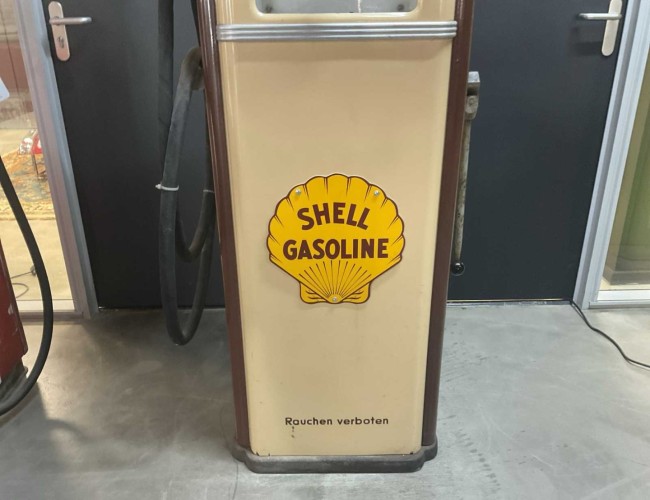 SHELL
GASOLINE
Rauchen verboten